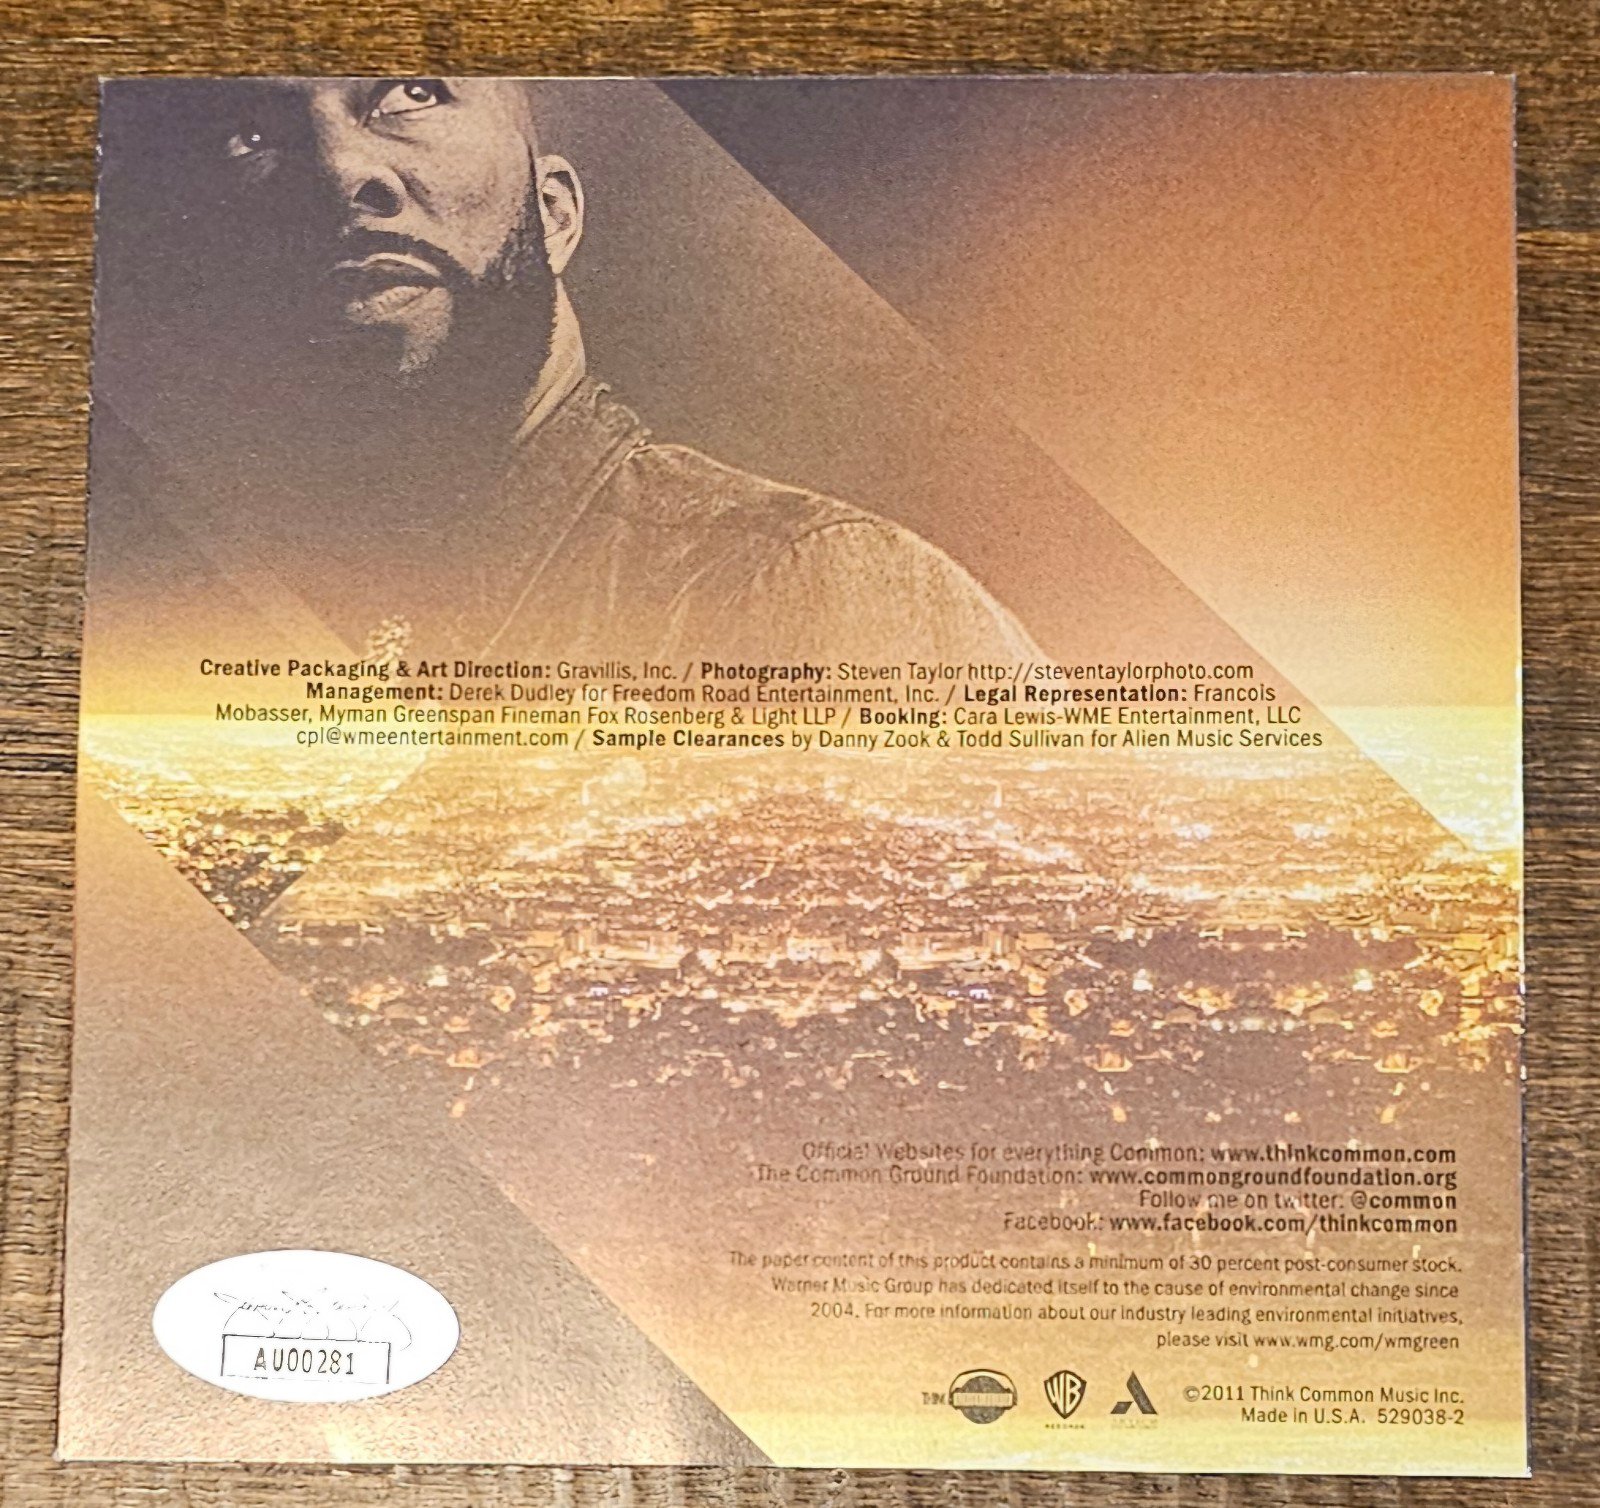 Creative Packaging & Art Direction: Gravillis, Inc. / Photography: Steven Taylor http://steventaylorphoto.com
Management: Derek Dudley for Freedom Road Entertainment, Inc. / Legal Representation: Francois
Mobasser, Myman Greenspan Fineman Fox Rosenberg & Light LLP / Booking: Cara Lewis-WME Entertainment, LLC
cpl@wmeentertainment.com / Sample Clearances by Danny Zook & Todd Sullivan for Alien Music Services
Official Websites for everything Common: www.thinkcommon.com
The Common Ground Foundation: www.commongroundfoundation.org
Follow me on twitter: @common
Facebook: www.facebook.com/thinkcommon
The paper content of this product contains a minimum of 30 percent post-consumer stock.
Warner Music Group has dedicated itself to the cause of environmental change since
2004. For more information about our industry leading environmental initiatives,
please visit www.wmg.com/wmgreen
AU00281
WB
©2011 Think Common Music Inc.
Made in U.S.A. 529038-2